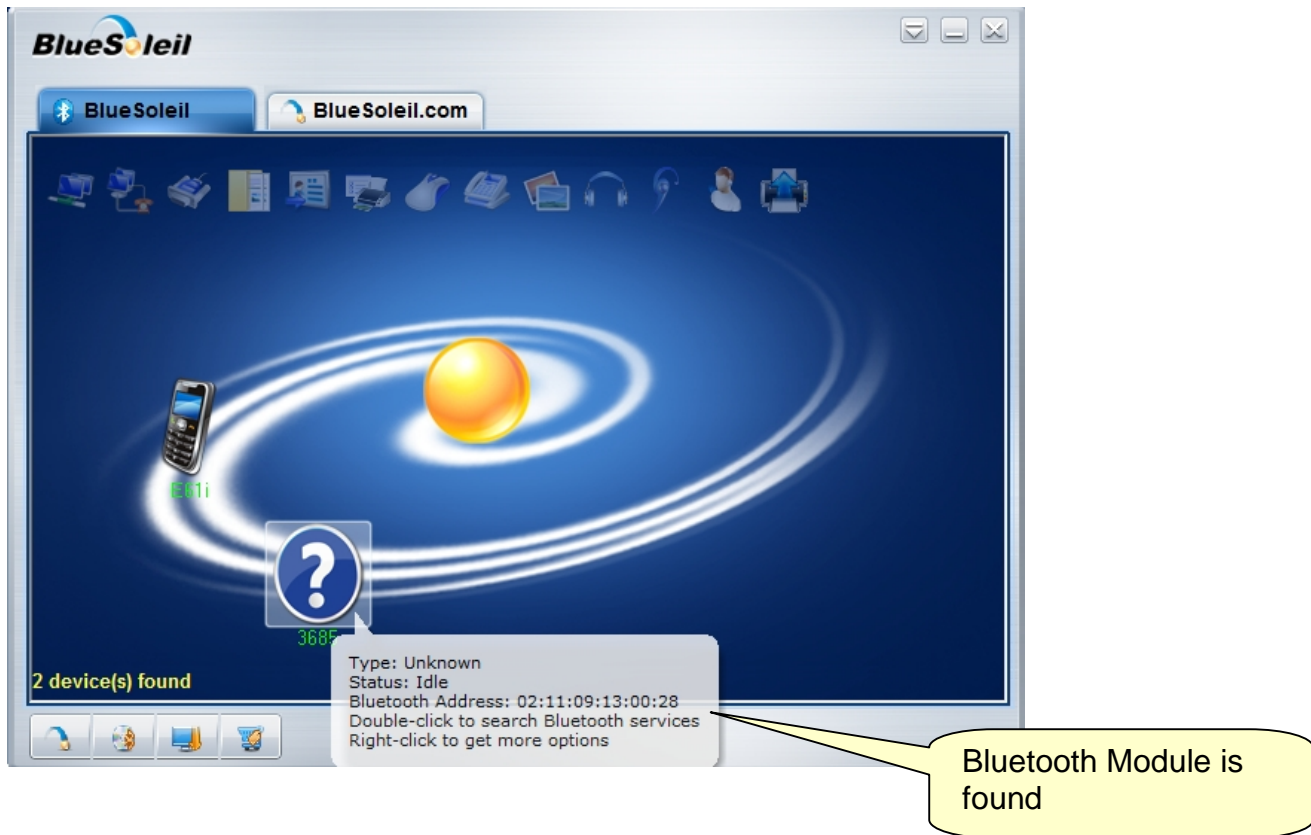 BlueSoleil
BlueSoleil
BlueSoleil.com
E61i
?
3685
2 device(s) found
Type: Unknown
Status: Idle
Bluetooth Address: 02:11:09:13:00:28
Double-click to search Bluetooth services
Right-click to get more options
Bluetooth Module is
found